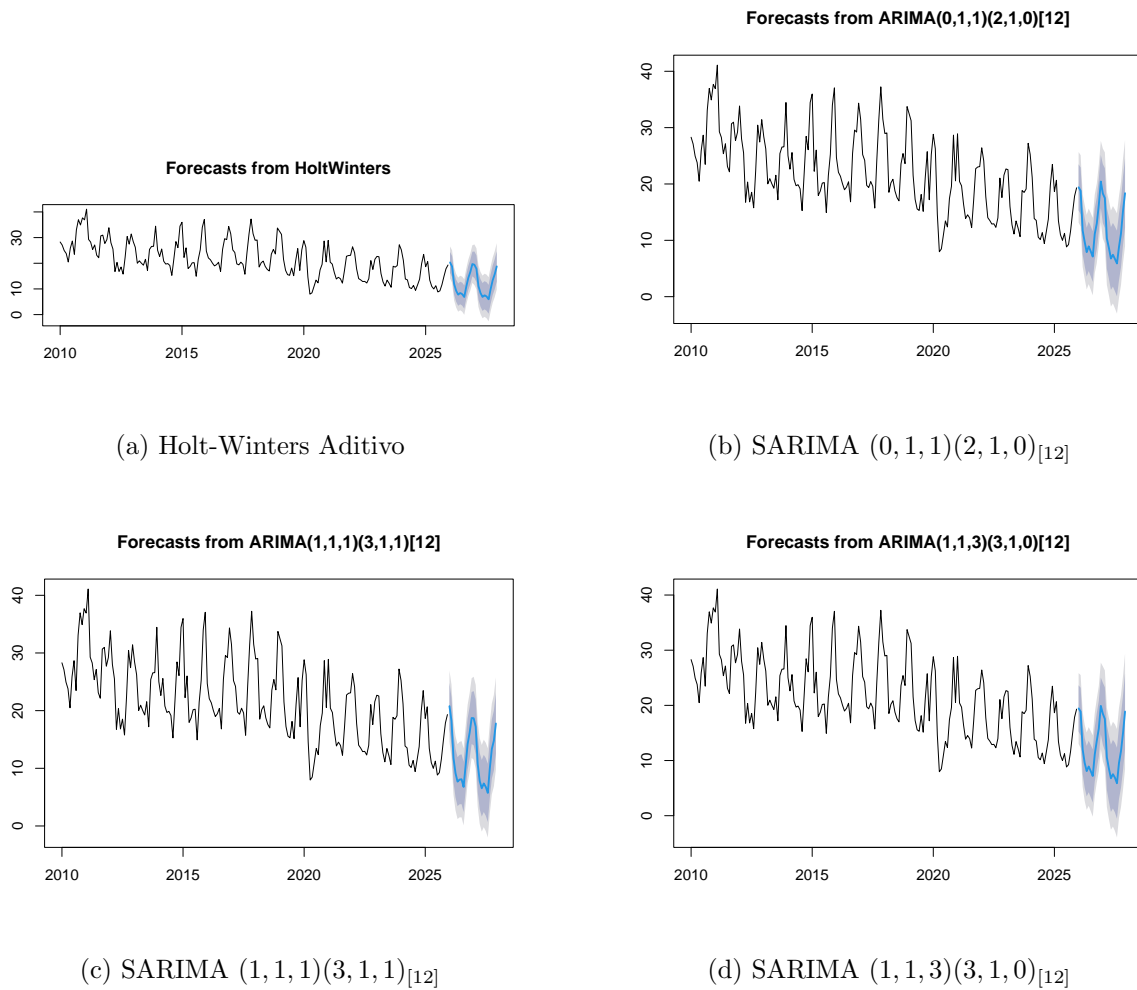 Forecasts from HoltWinters
0 10 30
2010 2015 2020 2025
(a) Holt-Winters Aditivo
Forecasts from ARIMA(0,1,1)(2,1,0)[12]
0 10 20 30 40
2010 2015 2020 2025
(b) SARIMA (0, 1, 1)(2, 1, 0)[12]
Forecasts from ARIMA(1,1,1)(3,1,1)[12]
0 10 20 30 40
2010 2015 2020 2025
(c) SARIMA (1, 1, 1)(3, 1, 1)[12]
Forecasts from ARIMA(1,1,3)(3,1,0)[12]
0 10 20 30 40
2010 2015 2020 2025
(d) SARIMA (1, 1, 3)(3, 1, 0)[12]